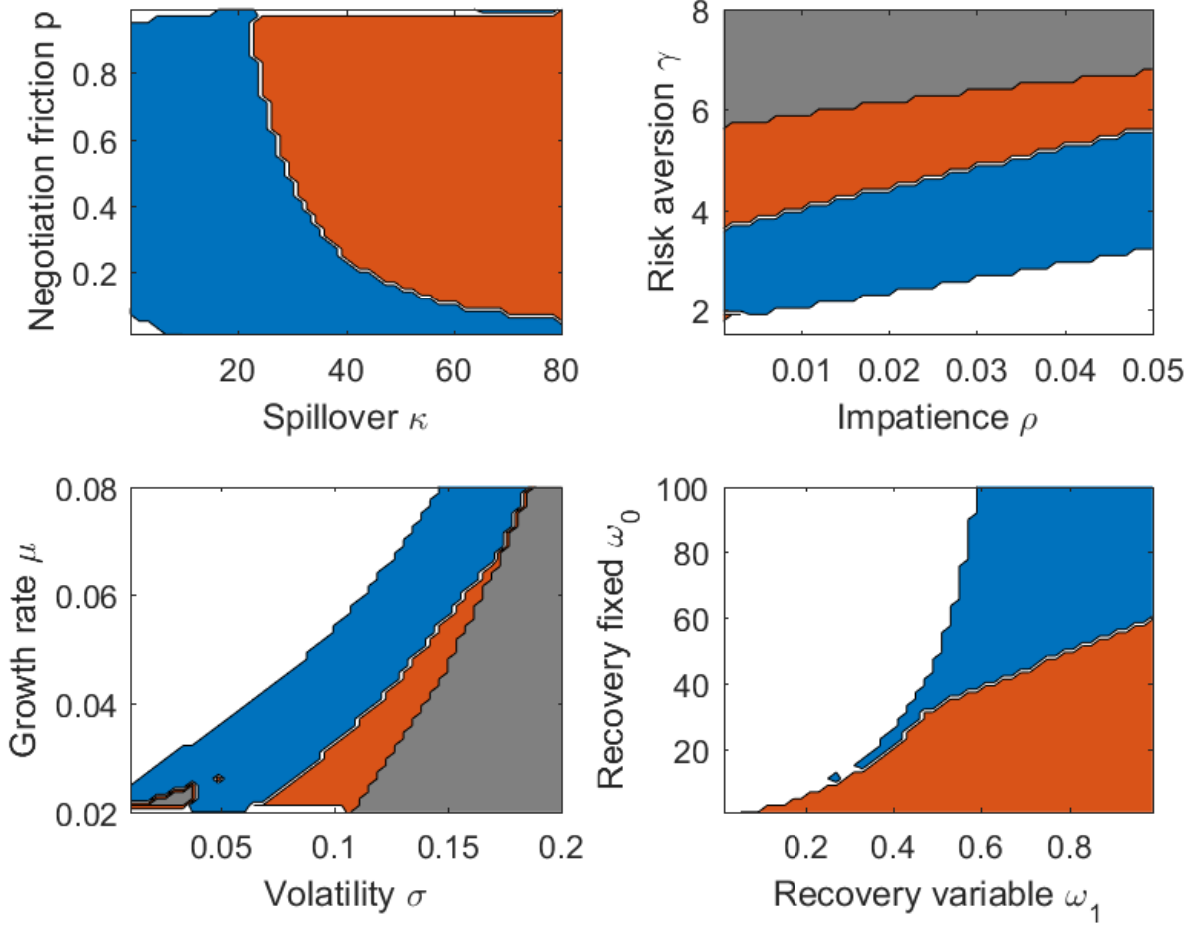 Negotiation friction p
0.8
0.6
0.4
0.2
20 40 60 80
Spillover κ
Risk aversion γ
8
6
4
2
0.01 0.02 0.03 0.04 0.05
Impatience ρ
Growth rate μ
0.08
0.06
0.04
0.02
0.05 0.1 0.15 0.2
Volatility σ
Recovery fixed ω₀
100
80
60
40
20
0.2 0.4 0.6 0.8
Recovery variable ω₁